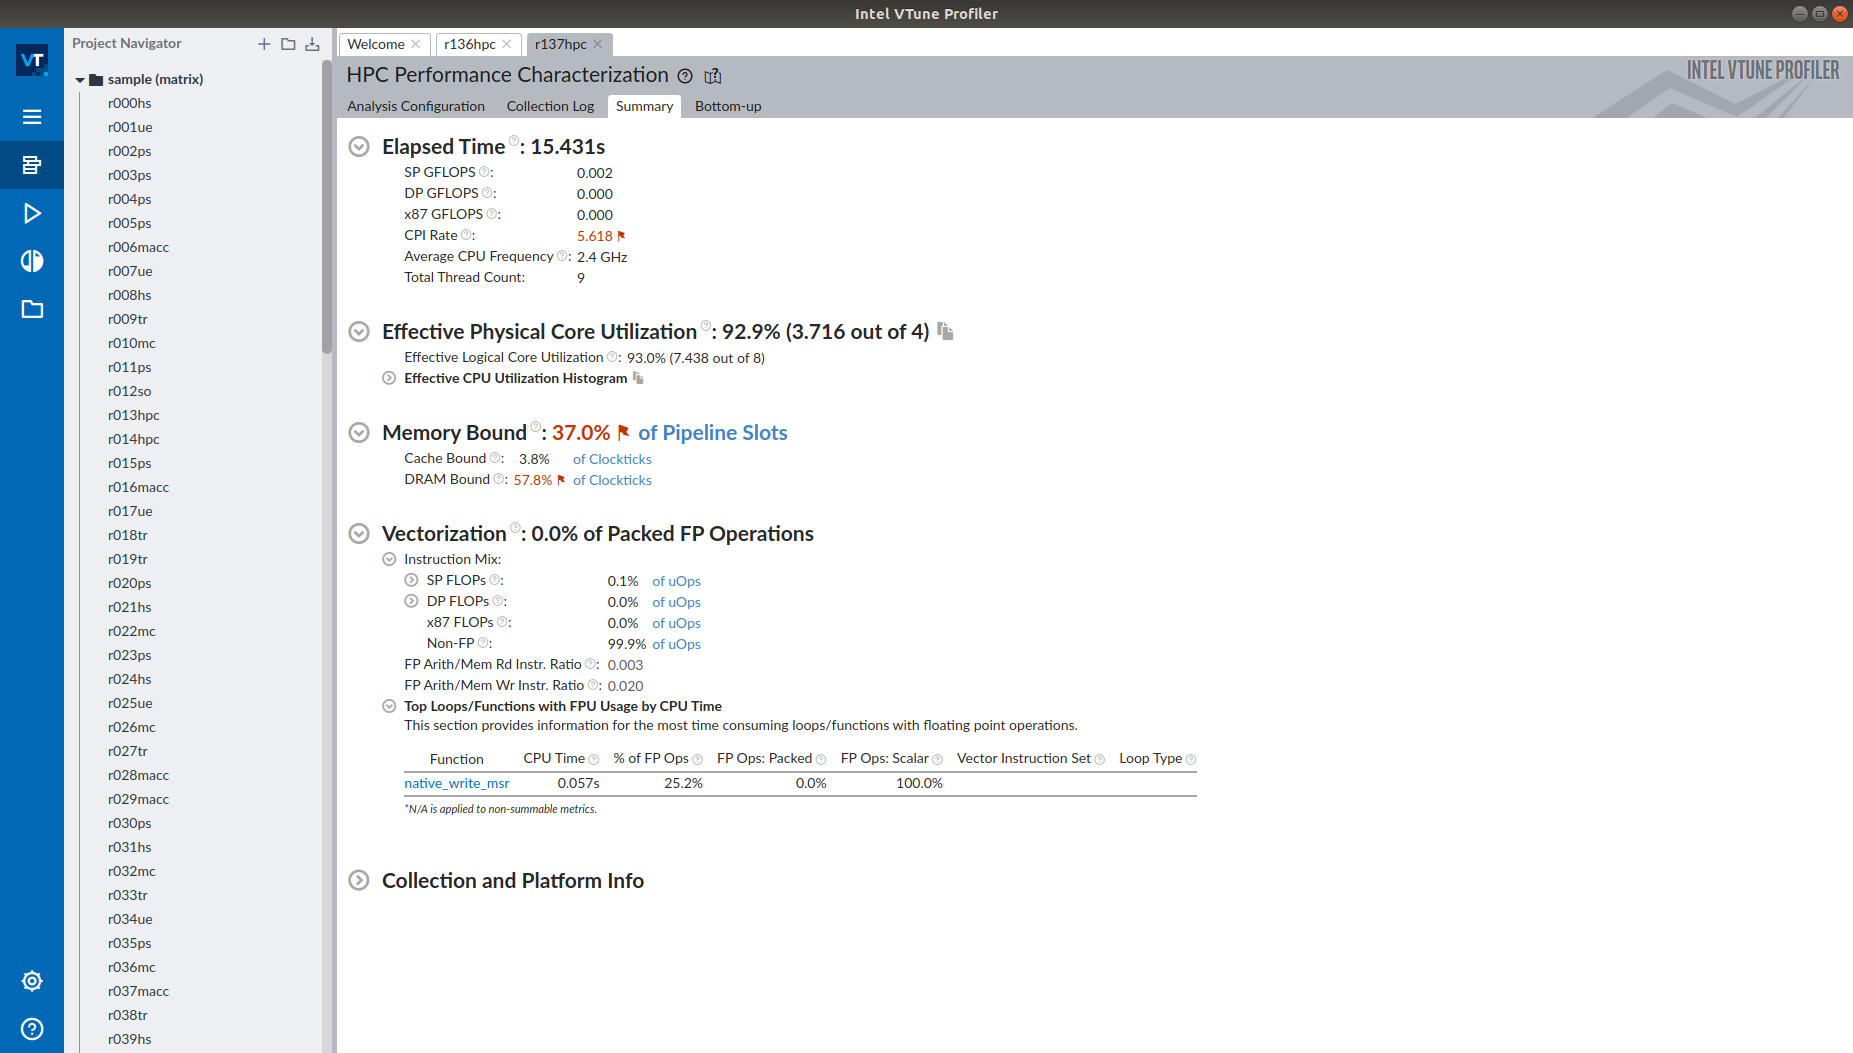 Intel VTune Profiler
VT
Project Navigator
sample (matrix)
r000hs
r001ue
r002ps
r003ps
r004ps
r005ps
r006macc
r007ue
r008hs
r009tr
r010mc
r011ps
r012so
r013hpc
r014hpc
r015ps
r016macc
r017ue
r018tr
r019tr
r020ps
r021hs
r022mc
r023ps
r024hs
r025ue
r026mc
r027tr
r028macc
r029macc
r030ps
r031hs
r032mc
r033tr
r034ue
r035ps
r036mc
r037macc
r038tr
r039hs
Welcome r136hpc r137hpc
HPC Performance Characterization
INTEL VTUNE PROFILER
Analysis Configuration Collection Log Summary Bottom-up
Elapsed Time: 15.431s
SP GFLOPS: 0.002
DP GFLOPS: 0.000
x87 GFLOPS: 0.000
CPI Rate: 5.618
Average CPU Frequency: 2.4 GHz
Total Thread Count: 9
Effective Physical Core Utilization: 92.9% (3.716 out of 4)
Effective Logical Core Utilization: 93.0% (7.438 out of 8)
Effective CPU Utilization Histogram
Memory Bound: 37.0% of Pipeline Slots
Cache Bound: 3.8% of Clockticks
DRAM Bound: 57.8% of Clockticks
Vectorization: 0.0% of Packed FP Operations
Instruction Mix:
SP FLOPs: 0.1% of uOps
DP FLOPs: 0.0% of uOps
x87 FLOPs: 0.0% of uOps
Non-FP: 99.9% of uOps
FP Arith/Mem Rd Instr. Ratio: 0.003
FP Arith/Mem Wr Instr. Ratio: 0.020
Top Loops/Functions with FPU Usage by CPU Time
This section provides information for the most time consuming loops/functions with floating point operations.
Function CPU Time % of FP Ops FP Ops: Packed FP Ops: Scalar Vector Instruction Set Loop Type
native_write_msr 0.057s 25.2% 0.0% 100.0%
*N/A is applied to non-summable metrics.
Collection and Platform Info